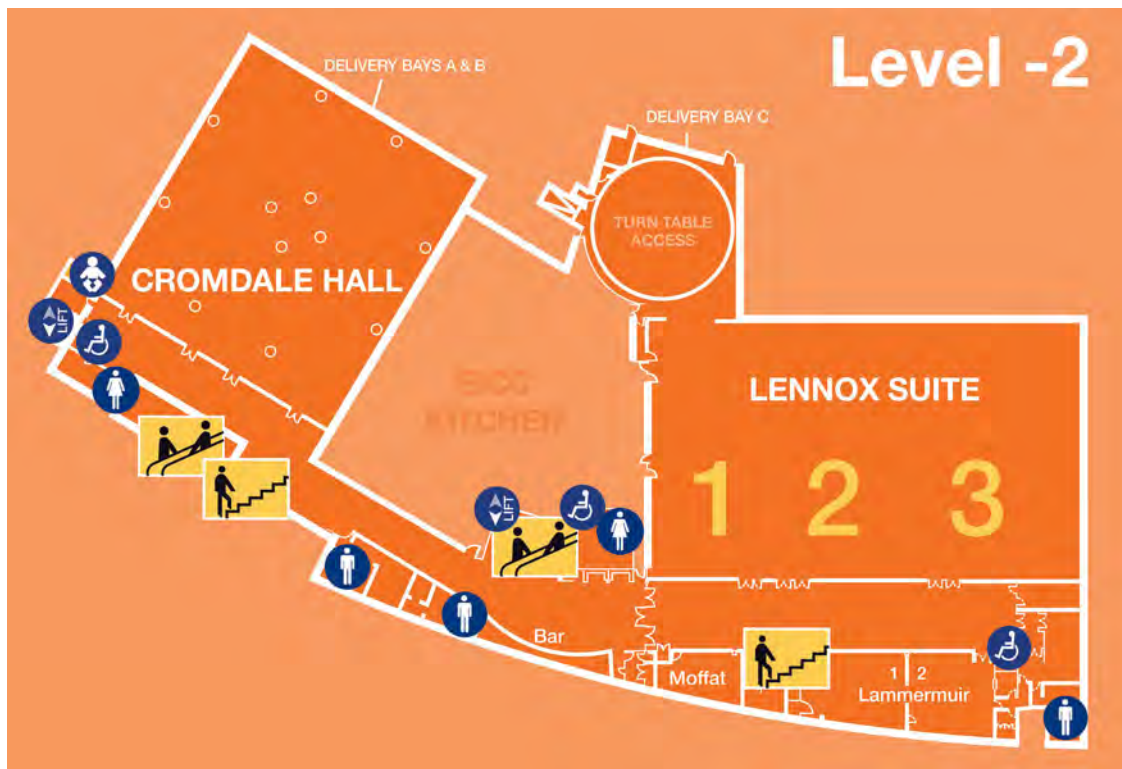 Level -2
DELIVERY BAYS A & B
DELIVERY BAY C
TURN TABLE
ACCESS
CROMDALE HALL
LIFT
KITCHEN
LENNOX SUITE
1 2 3
LIFT
Bar
Moffat
1 2
Lammermuir